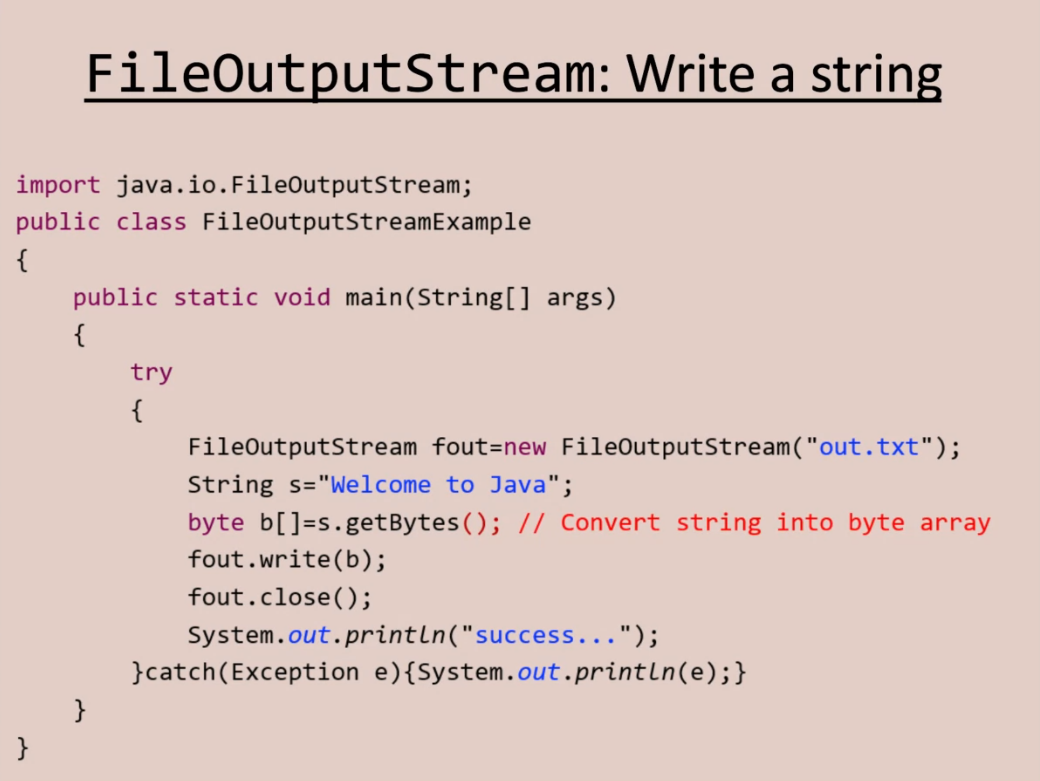 FileOutputStream: Write a string
import java.io.FileOutputStream;
public class FileOutputStreamExample
{
    public static void main(String[] args)
    {
        try
        {
            FileOutputStream fout=new FileOutputStream("out.txt");
            String s="Welcome to Java";
            byte b[]=s.getBytes(); // Convert string into byte array
            fout.write(b);
            fout.close();
            System.out.println("success...");
        }catch(Exception e){System.out.println(e);}
    }
}